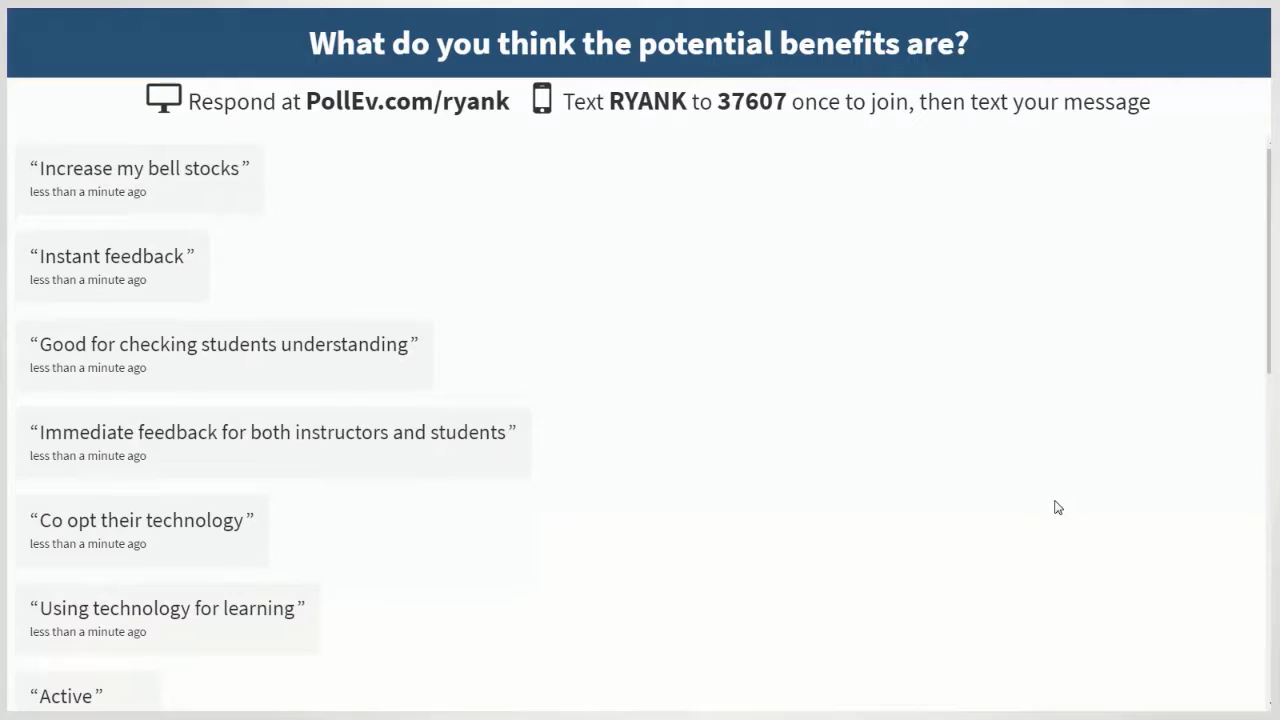 What do you think the potential benefits are?
Respond at PollEv.com/ryank Text RYANK to 37607 once to join, then text your message
“Increase my bell stocks”
less than a minute ago
“Instant feedback”
less than a minute ago
“Good for checking students understanding”
less than a minute ago
“Immediate feedback for both instructors and students”
less than a minute ago
“Co opt their technology”
less than a minute ago
“Using technology for learning”
less than a minute ago
“Active”